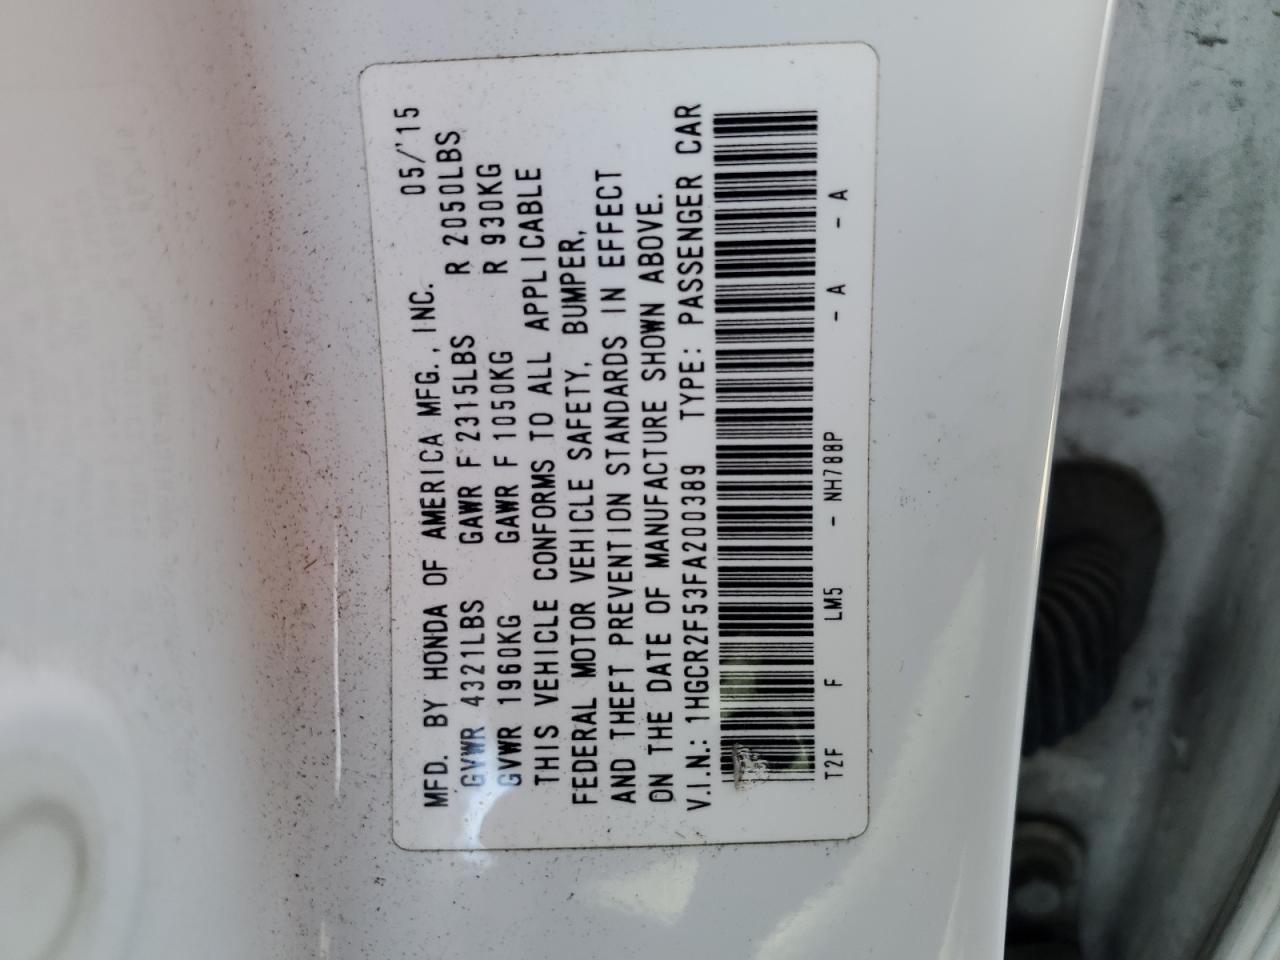 MFD. BY HONDA OF AMERICA MFG., INC. 05/'15
GVWR 4321LBS GAWR F 2315LBS R 2050LBS
GVWR 1960KG GAWR F 1050KG R 930KG
THIS VEHICLE CONFORMS TO ALL APPLICABLE
FEDERAL MOTOR VEHICLE SAFETY, BUMPER,
AND THEFT PREVENTION STANDARDS IN EFFECT
ON THE DATE OF MANUFACTURE SHOWN ABOVE.
V.I.N.: 1HGCR2F53FA200389 TYPE: PASSENGER CAR
T2F F LM5 - NH788P - A - A